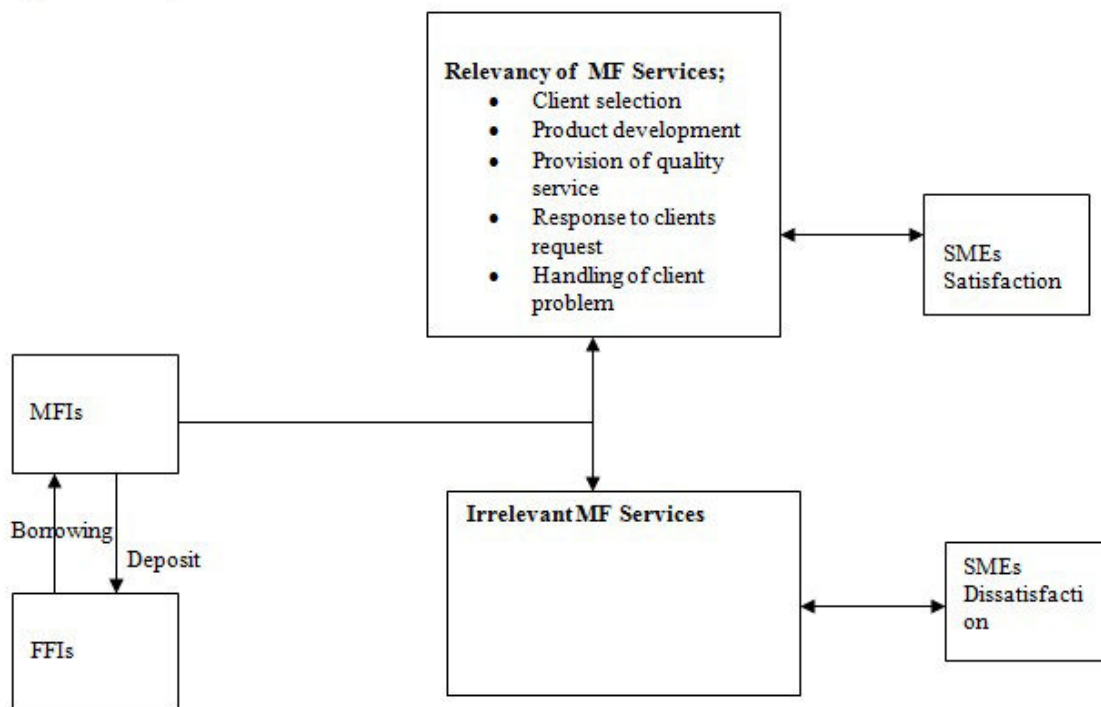 Relevancy of MF Services;
• Client selection
• Product development
• Provision of quality
service
• Response to clients
request
• Handling of client
problem
SMEs
Satisfaction
MFIs
Borrowing
Deposit
FFIs
Irrelevant MF Services
SMEs
Dissatisfacti
on